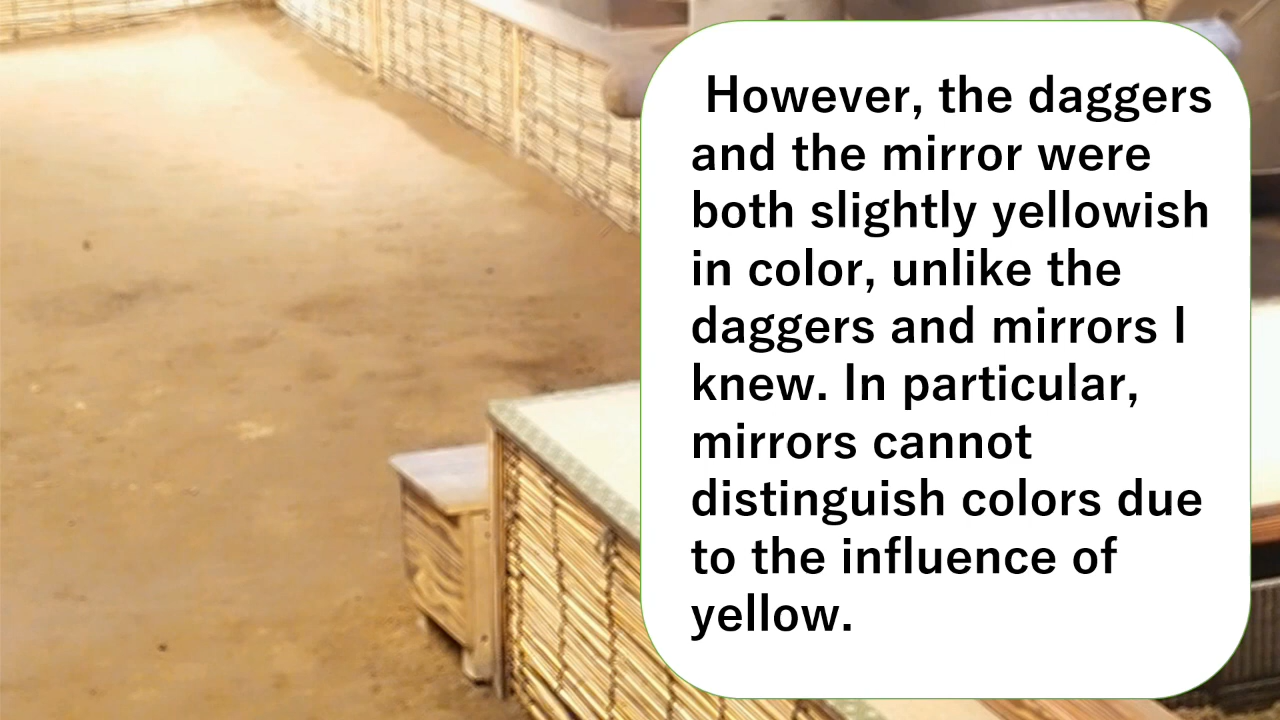 However, the daggers
and the mirror were
both slightly yellowish
in color, unlike the
daggers and mirrors I
knew. In particular,
mirrors cannot
distinguish colors due
to the influence of
yellow.